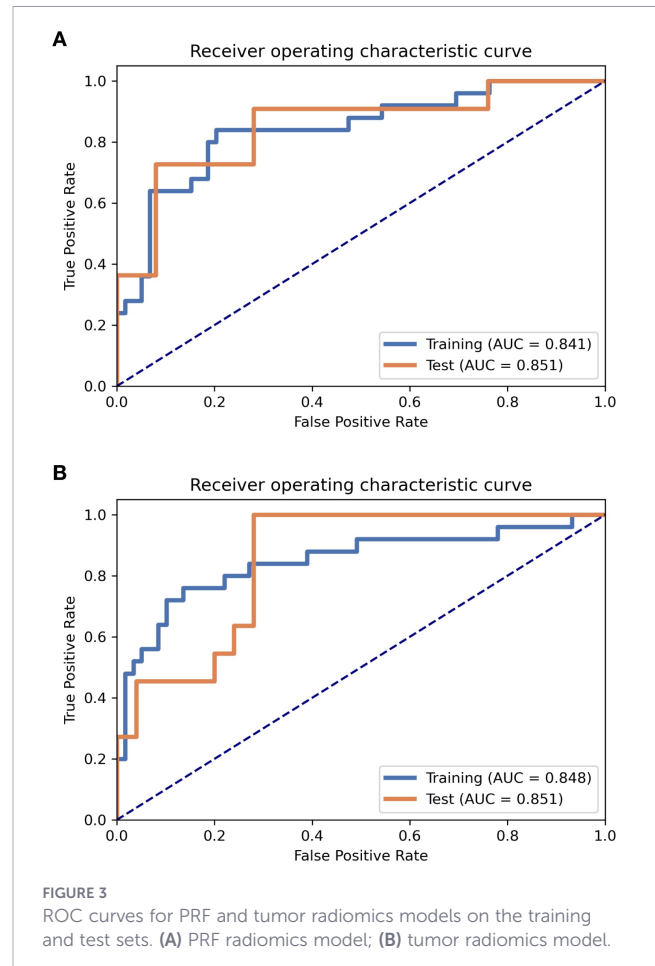 A
Receiver operating characteristic curve
1.0
0.8
0.6
0.4
0.2
0.0
True Positive Rate
Training (AUC = 0.841)
Test (AUC = 0.851)
0.0 0.2 0.4 0.6 0.8 1.0
False Positive Rate
B
Receiver operating characteristic curve
1.0
0.8
0.6
0.4
0.2
0.0
True Positive Rate
Training (AUC = 0.848)
Test (AUC = 0.851)
0.0 0.2 0.4 0.6 0.8 1.0
False Positive Rate
FIGURE 3
ROC curves for PRF and tumor radiomics models on the training
and test sets. (A) PRF radiomics model; (B) tumor radiomics model.